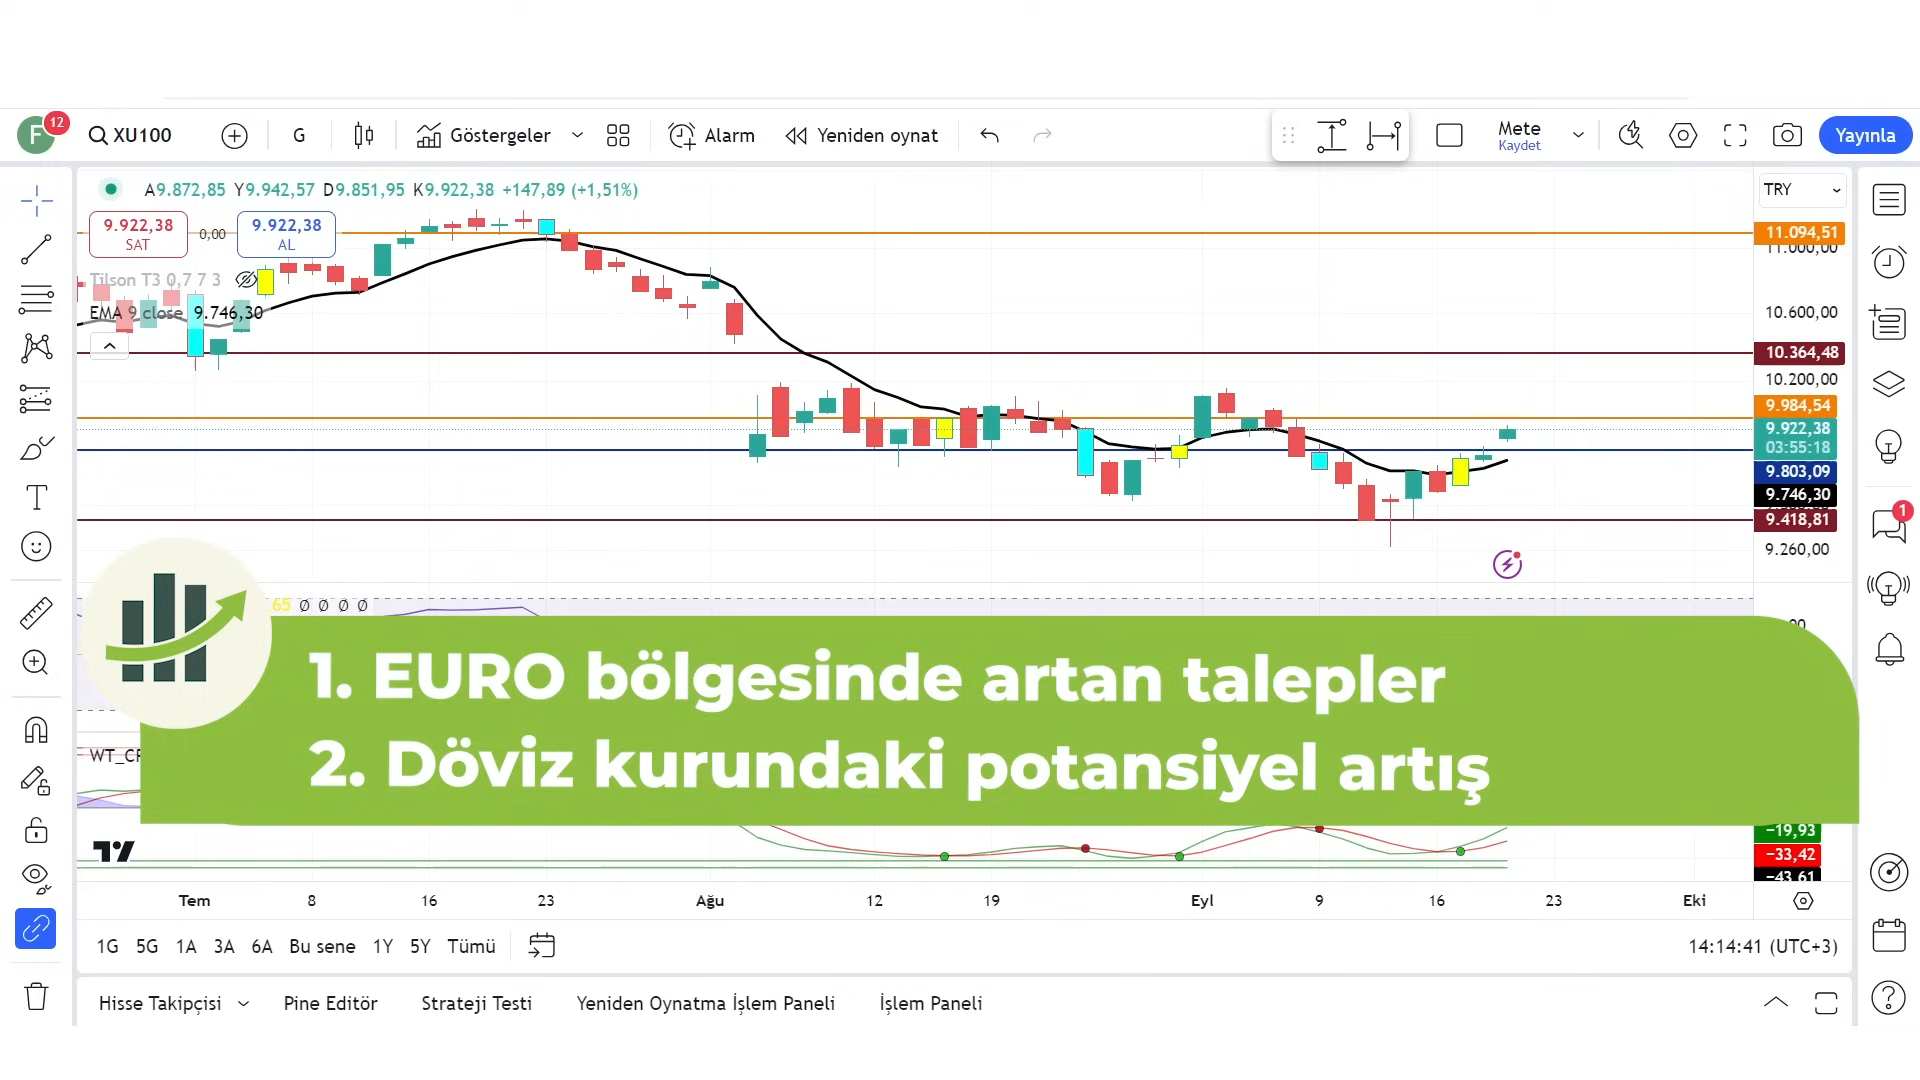 F 12 XU100 G Göstergeler Alarm Yeniden oynat Mete Kaydet Yayınla
A9.872,85 Y9.942,57 D9.851,95 K9.922,38 +147,89 (+1,51%)
TRY
9.922,38 SAT 0,00 9.922,38 AL
11.094,51
11.000,00
Tilson T3 0,7 7 3
EMA 9 close 9.746,30
10.600,00
10.364,48
10.200,00
9.984,54
9.922,38
03:55:18
9.803,09
9.746,30
9.418,81
9.260,00
1
65 Ø Ø Ø Ø
1. EURO bölgesinde artan talepler
2. Döviz kurundaki potansiyel artış
−19,93
−33,42
−43,61
Tem 8 16 23 Ağu 12 19 Eyl 9 16 23 Eki
1G 5G 1A 3A 6A Bu sene 1Y 5Y Tümü 14:14:41 (UTC+3)
Hisse Takipçisi Pine Editör Strateji Testi Yeniden Oynatma İşlem Paneli İşlem Paneli